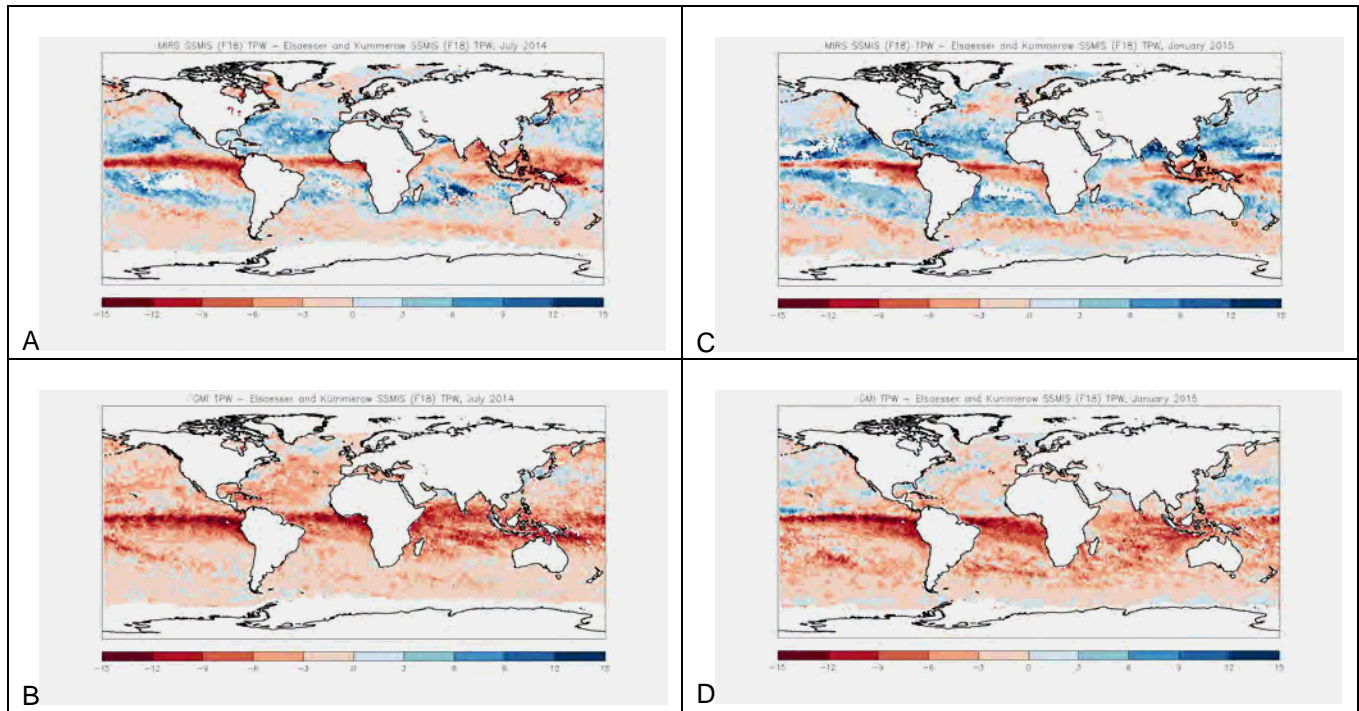 MIRS SSMIS (F18) TPW – Elsaesser and Kummerow SSMIS (F18) TPW, July 2014
-15 -12 -9 -6 -3 0 3 6 9 12 15
A
MIRS SSMIS (F18) TPW – Elsaesser and Kummerow SSMIS (F18) TPW, January 2015
-15 -12 -9 -6 -3 0 3 6 9 12 15
C
GMI TPW – Elsaesser and Kummerow SSMIS (F18) TPW, July 2014
-15 -12 -9 -6 -3 0 3 6 9 12 15
B
GMI TPW – Elsaesser and Kummerow SSMIS (F18) TPW, January 2015
-15 -12 -9 -6 -3 0 3 6 9 12 15
D